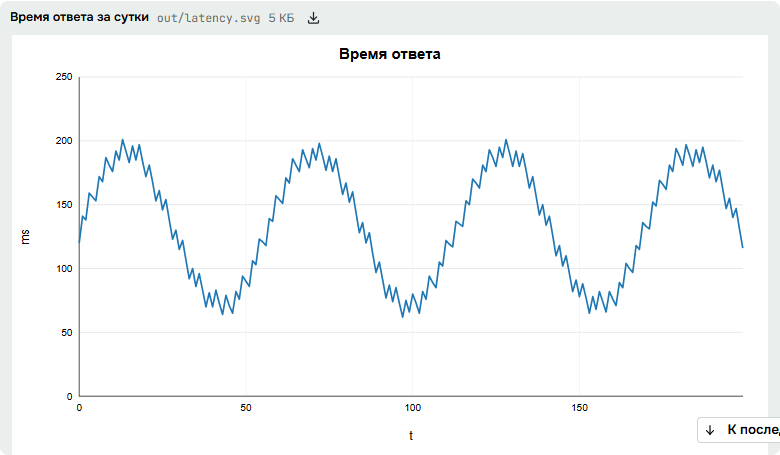 Время ответа за сутки out/latency.svg 5 КБ
Время ответа
250
200
150
100
50
0
ms
0 50 100 150
t
К после